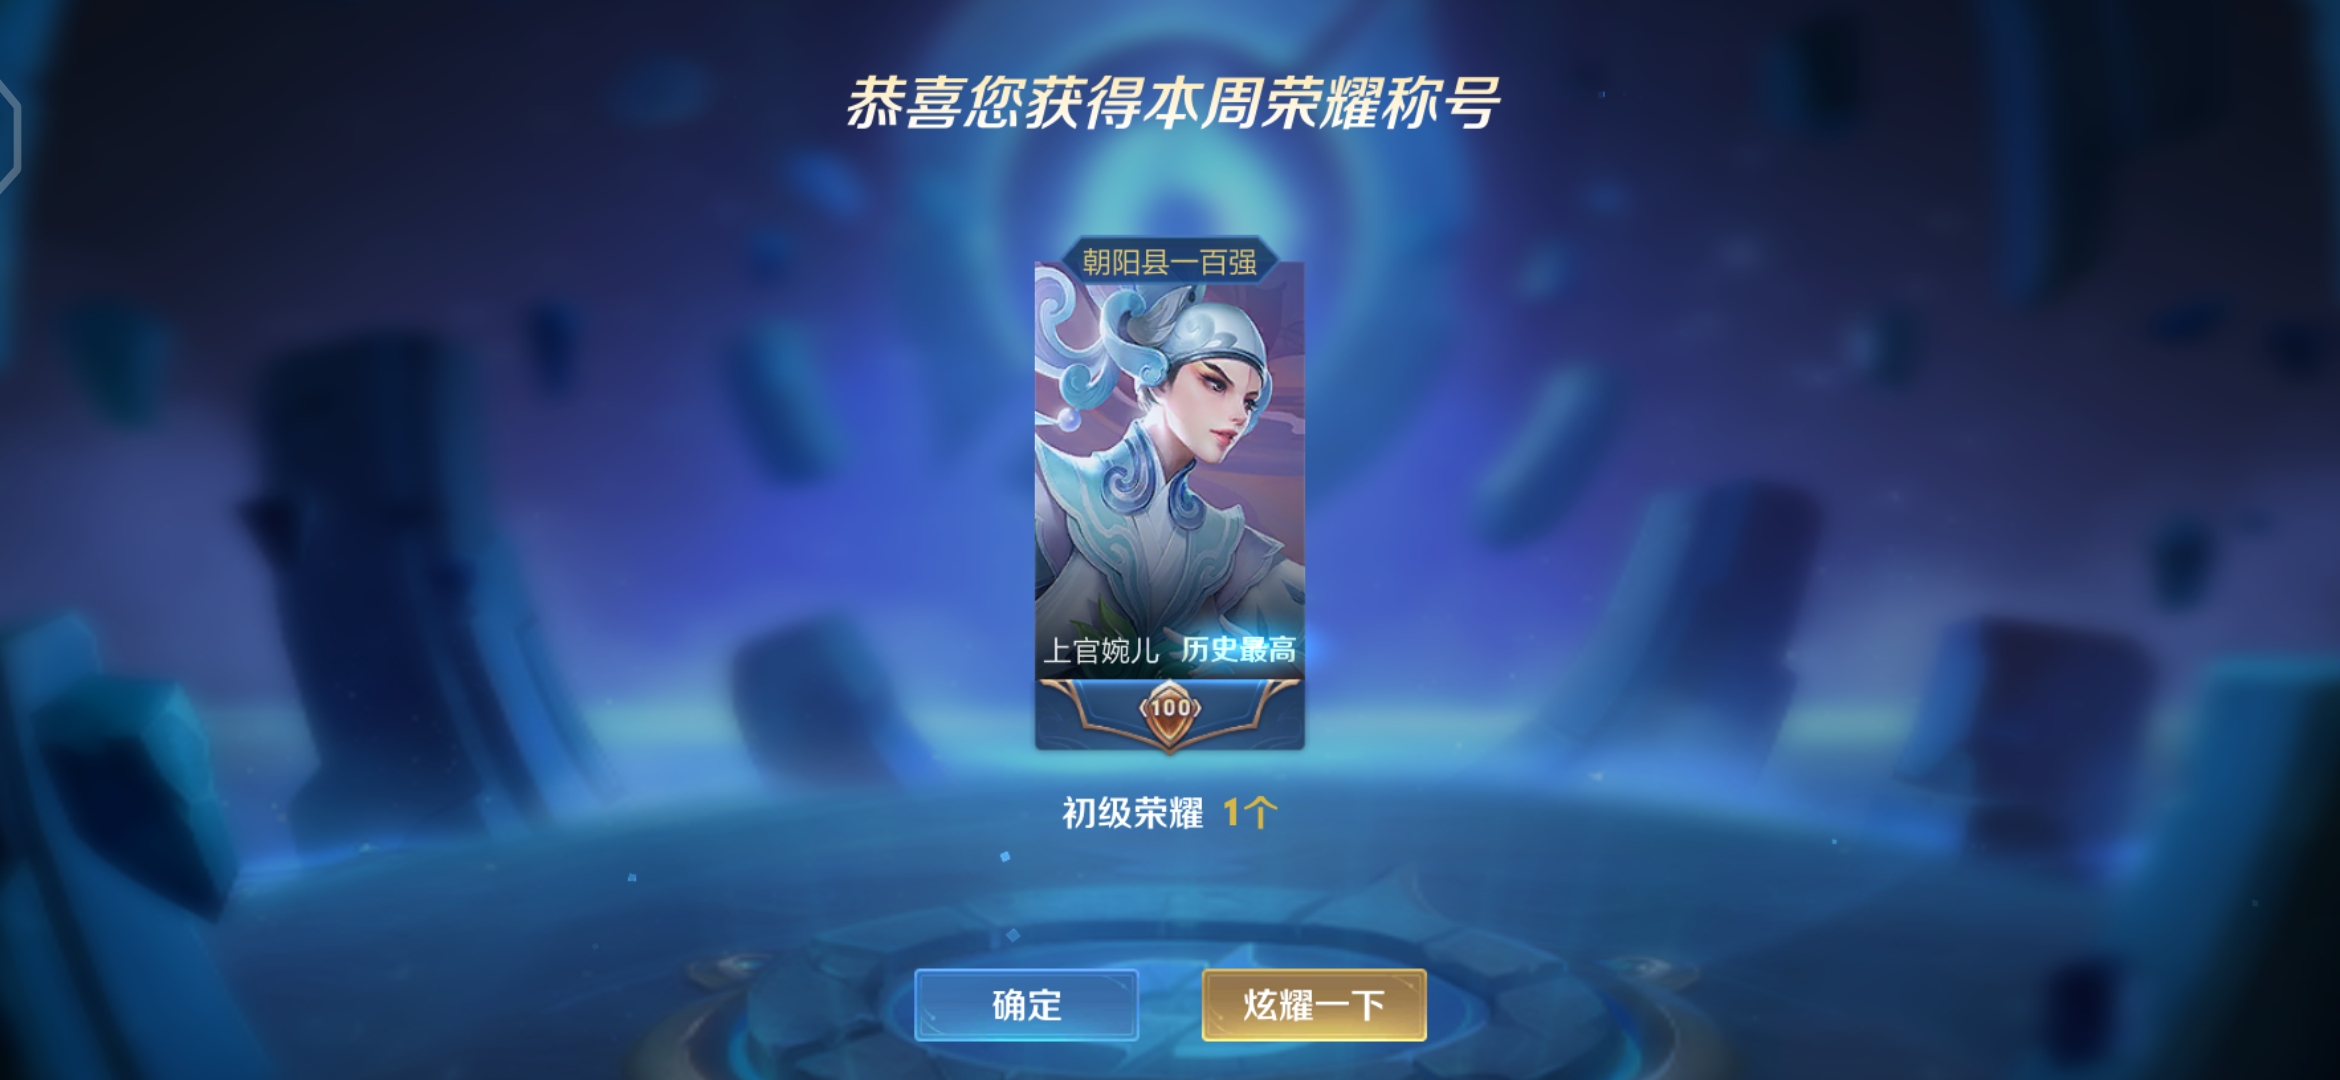 恭喜您获得本周荣耀称号
朝阳县一百强
上官婉儿 历史最高
100
初级荣耀 1个
确定 炫耀一下